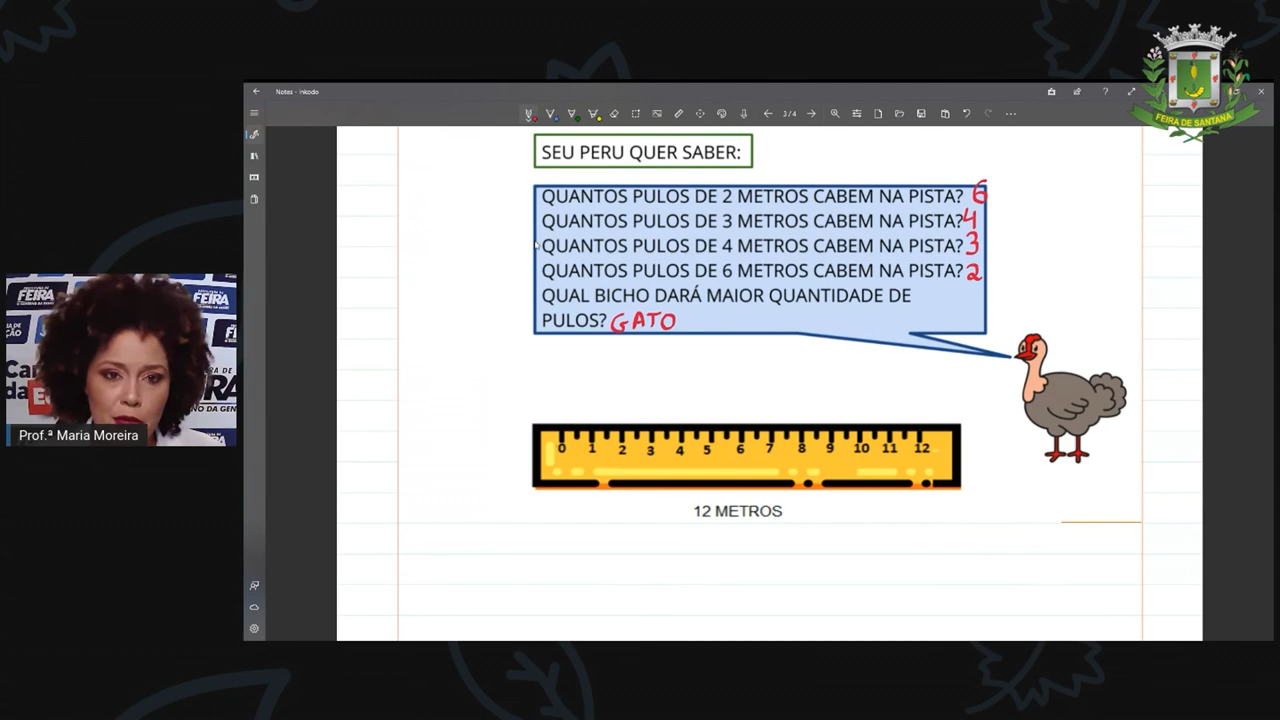 FEIRA DE SANTANA
Notas - Inkodo
3/4
SEU PERU QUER SABER:
QUANTOS PULOS DE 2 METROS CABEM NA PISTA? 6
QUANTOS PULOS DE 3 METROS CABEM NA PISTA? 4
QUANTOS PULOS DE 4 METROS CABEM NA PISTA? 3
QUANTOS PULOS DE 6 METROS CABEM NA PISTA? 2
QUAL BICHO DARÁ MAIOR QUANTIDADE DE
PULOS? GATO
0 1 2 3 4 5 6 7 8 9 10 11 12
12 METROS
FEIRA
FEIRA
Prof.ª Maria Moreira